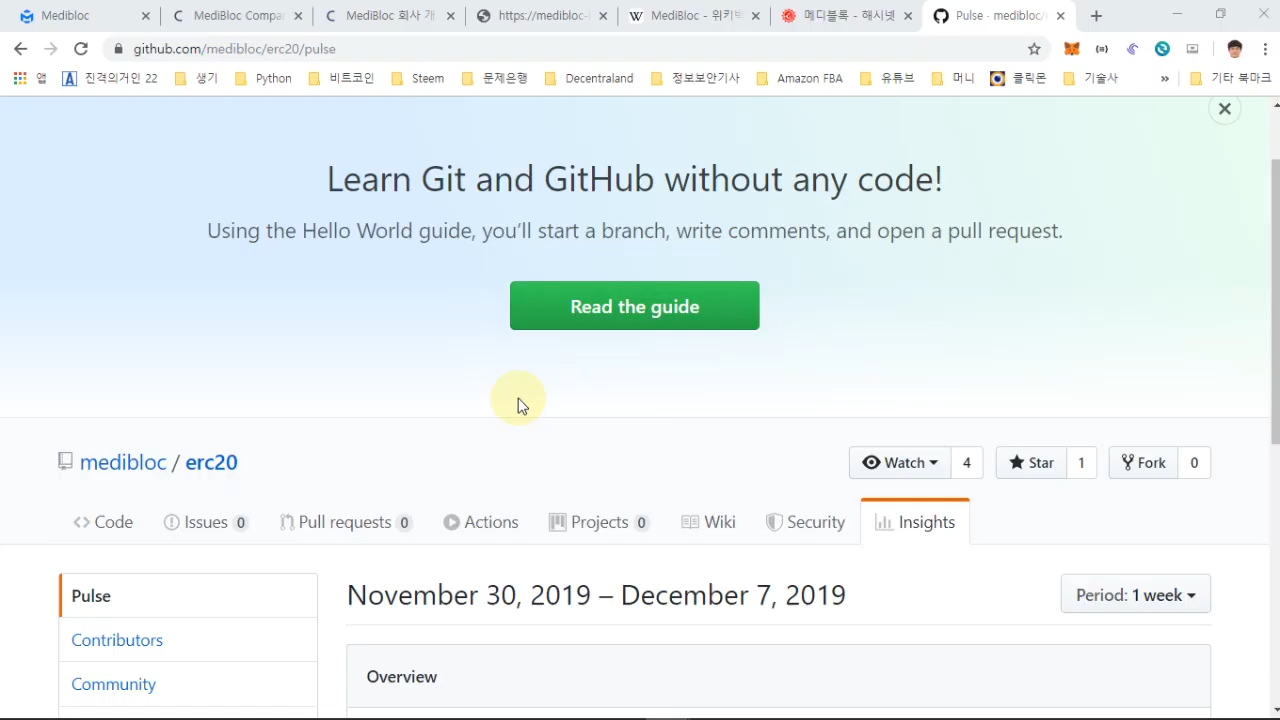 Medibloc
MediBloc Compa
MediBloc 회사 개
https://medibloc-
MediBloc - 위키백
메디블록 - 해시넷
Pulse · medibloc/
github.com/medibloc/erc20/pulse
앱
진격의거인 22
생기
Python
비트코인
Steem
문제은행
Decentraland
정보보안기사
Amazon FBA
유튜브
머니
클릭몬
기술사
»
기타 북마크
Learn Git and GitHub without any code!
Using the Hello World guide, you’ll start a branch, write comments, and open a pull request.
Read the guide
medibloc / erc20
Watch 4
Star 1
Fork 0
Code
Issues 0
Pull requests 0
Actions
Projects 0
Wiki
Security
Insights
Pulse
Contributors
Community
November 30, 2019 – December 7, 2019
Period: 1 week
Overview